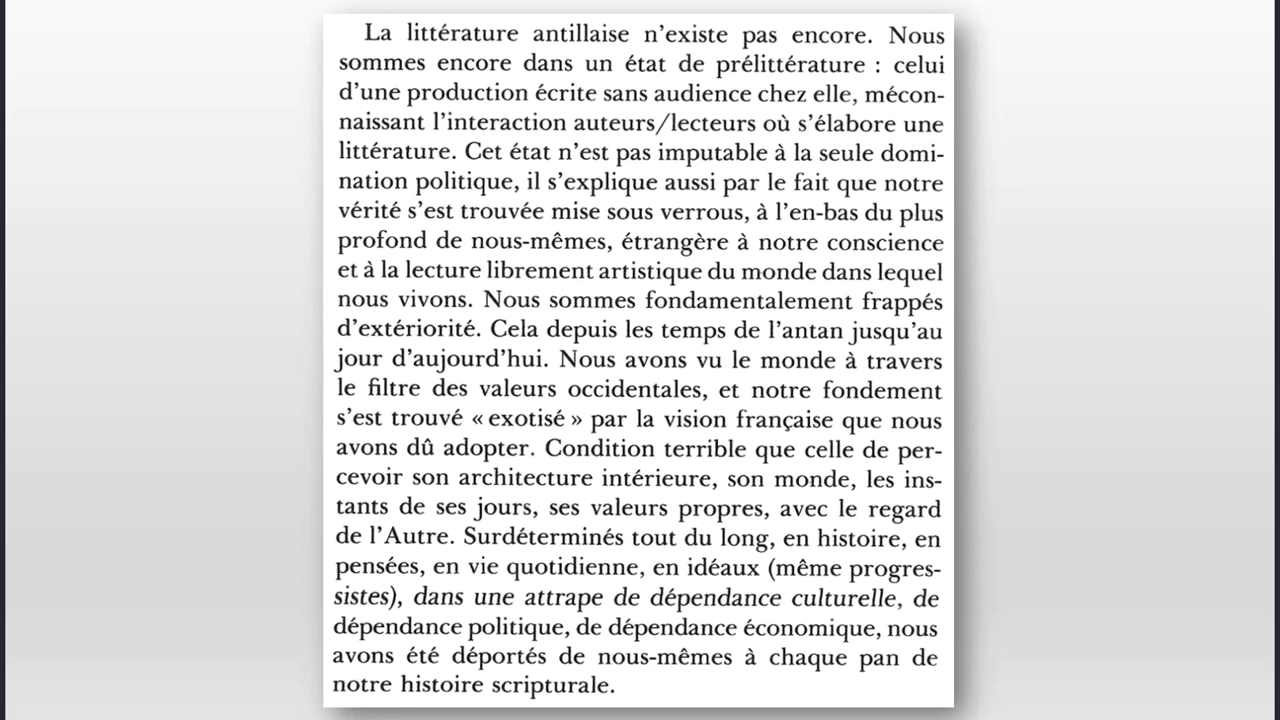 La littérature antillaise n’existe pas encore. Nous
sommes encore dans un état de prélittérature : celui
d’une production écrite sans audience chez elle, mécon-
naissant l’interaction auteurs/lecteurs où s’élabore une
littérature. Cet état n’est pas imputable à la seule domi-
nation politique, il s’explique aussi par le fait que notre
vérité s’est trouvée mise sous verrous, à l’en-bas du plus
profond de nous-mêmes, étrangère à notre conscience
et à la lecture librement artistique du monde dans lequel
nous vivons. Nous sommes fondamentalement frappés
d’extériorité. Cela depuis les temps de l’antan jusqu’au
jour d’aujourd’hui. Nous avons vu le monde à travers
le filtre des valeurs occidentales, et notre fondement
s’est trouvé « exotisé » par la vision française que nous
avons dû adopter. Condition terrible que celle de per-
cevoir son architecture intérieure, son monde, les ins-
tants de ses jours, ses valeurs propres, avec le regard
de l’Autre. Surdéterminés tout du long, en histoire, en
pensées, en vie quotidienne, en idéaux (même progres-
sistes), dans une attrape de dépendance culturelle, de
dépendance politique, de dépendance économique, nous
avons été déportés de nous-mêmes à chaque pan de
notre histoire scripturale.